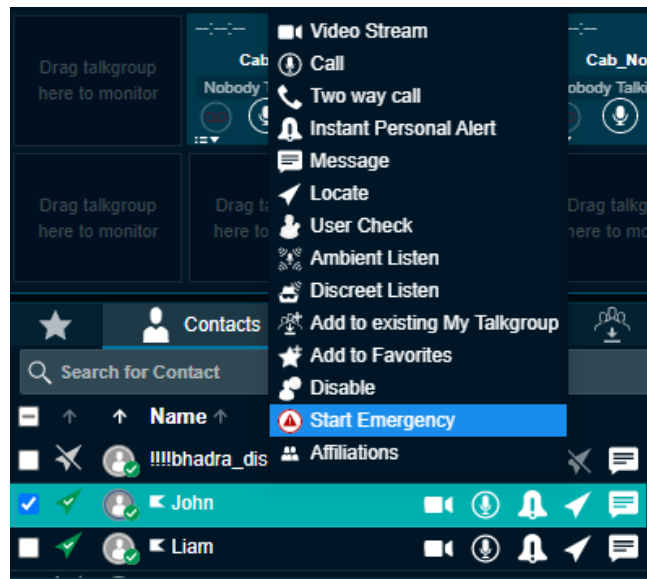 Drag talkgroup
here to monitor
--:--:--
Cab
Nobody T
Video Stream
Call
Two way call
Instant Personal Alert
Message
Locate
User Check
Ambient Listen
Discreet Listen
Add to existing My Talkgroup
Add to Favorites
Disable
Start Emergency
Affiliations
-:--
Cab_No
obody Talki
Drag talkgroup
here to monitor
Drag ta
here to
Drag talkg
here to mo
Contacts
Search for Contact
Name
!!!!bhadra_dis
John
Liam